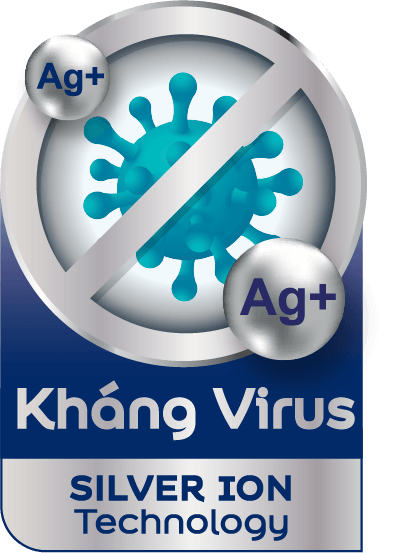 Ag+
Ag+
Kháng Virus
SILVER ION
Technology